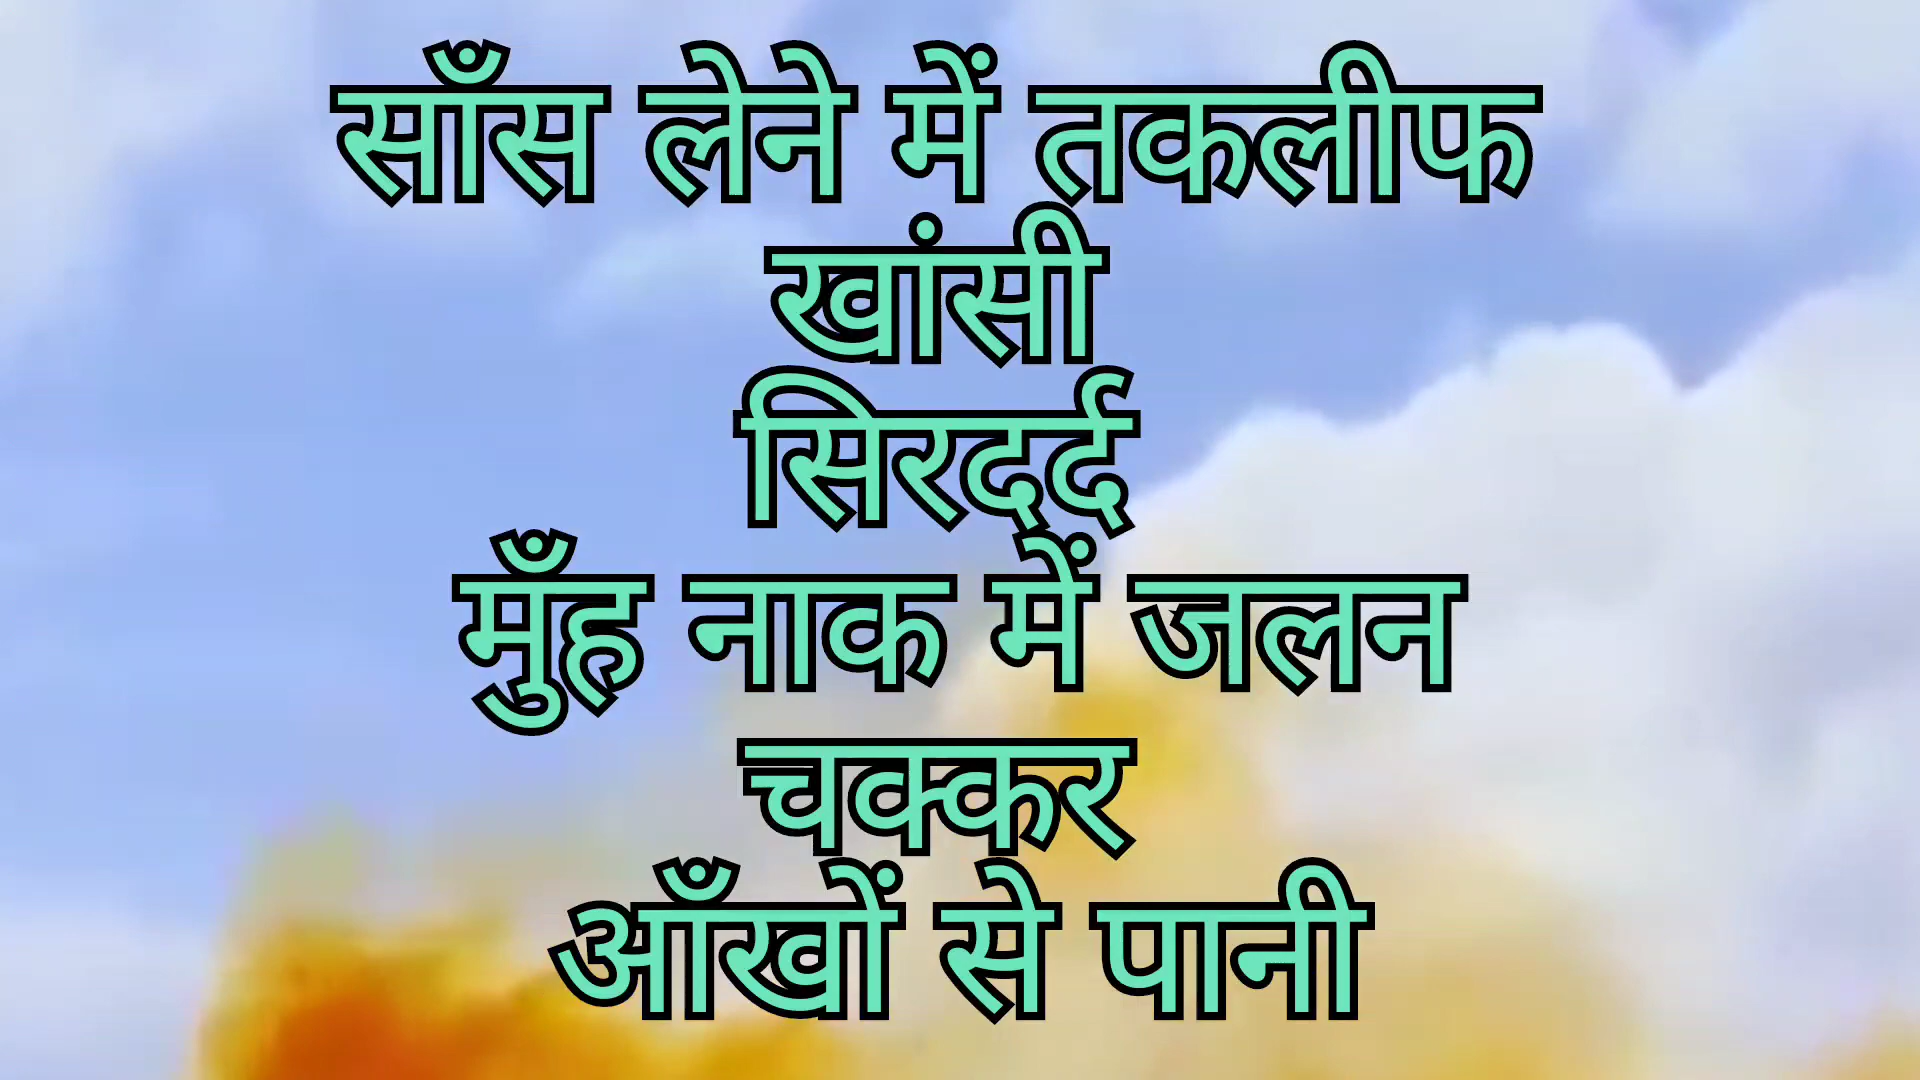 साँस लेने में तकलीफ
खांसी
सिरदर्द
मुँह नाक में जलन
चक्कर
आँखों से पानी